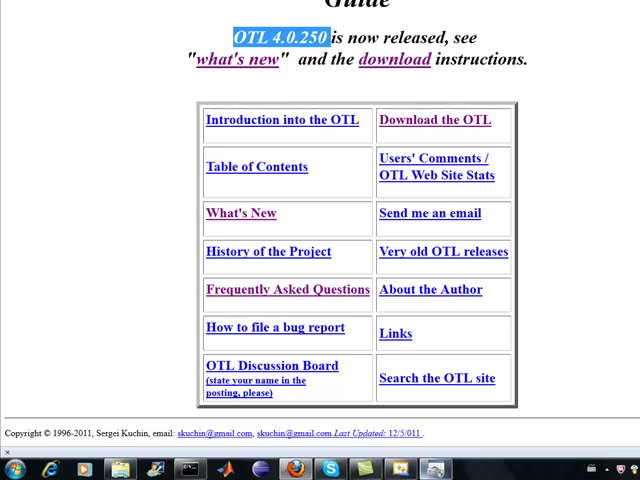 Guide
OTL 4.0.250 is now released, see
"what's new"  and the download instructions.
Introduction into the OTL
Download the OTL
Table of Contents
Users' Comments /
OTL Web Site Stats
What's New
Send me an email
History of the Project
Very old OTL releases
Frequently Asked Questions
About the Author
How to file a bug report
Links
OTL Discussion Board
(state your name in the
posting, please)
Search the OTL site
Copyright © 1996-2011, Sergei Kuchin, email: skuchin@gmail.com, skuchin@gmail.com Last Updated: 12/5/011 .